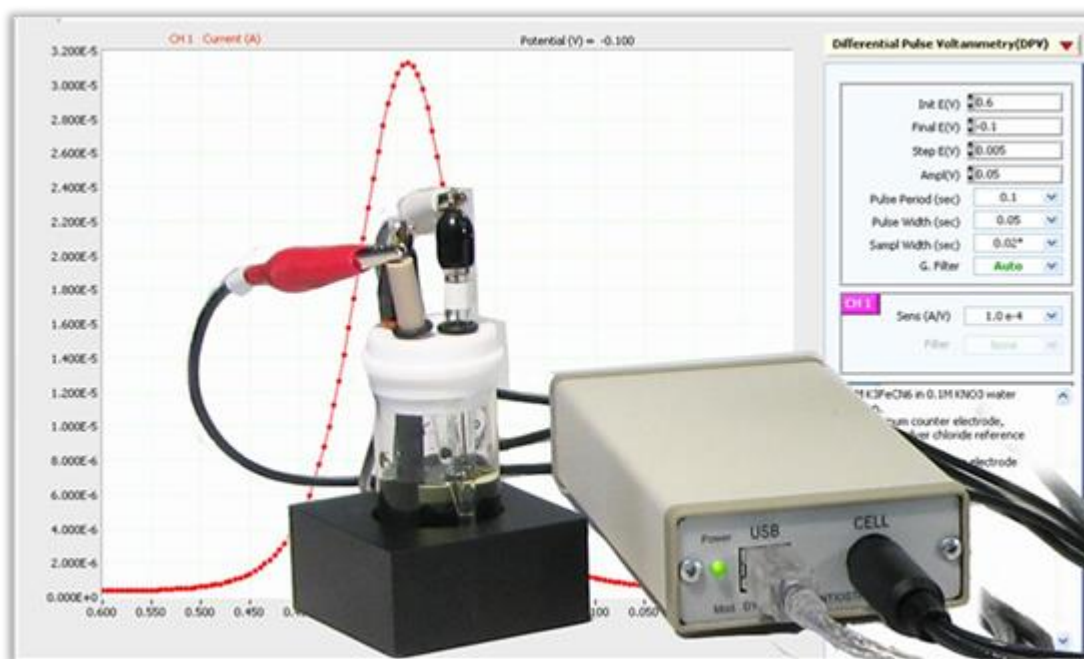 CH 1 Current (A)
Potential (V) = -0.100
3.200E-5
3.000E-5
2.800E-5
2.600E-5
2.400E-5
2.200E-5
2.000E-5
1.800E-5
1.600E-5
1.400E-5
1.200E-5
1.000E-5
8.000E-6
6.000E-6
4.000E-6
2.000E-6
0.000E+0
0.600
0.550
0.500
0.450
0.050
Differential Pulse Voltammetry(DPV)
Init E(V) 0.6
Final E(V) -0.1
Step E(V) 0.005
Ampl(V) 0.05
Pulse Period (sec) 0.1
Pulse Width (sec) 0.05
Sampl Width (sec) 0.02*
G. Filter Auto
CH 1
Sens (A/V) 1.0 e-4
Filter None
K3FeCN6 in 0.1M KNO3 water
counter electrode,
chloride reference
electrode
Power
USB
CELL